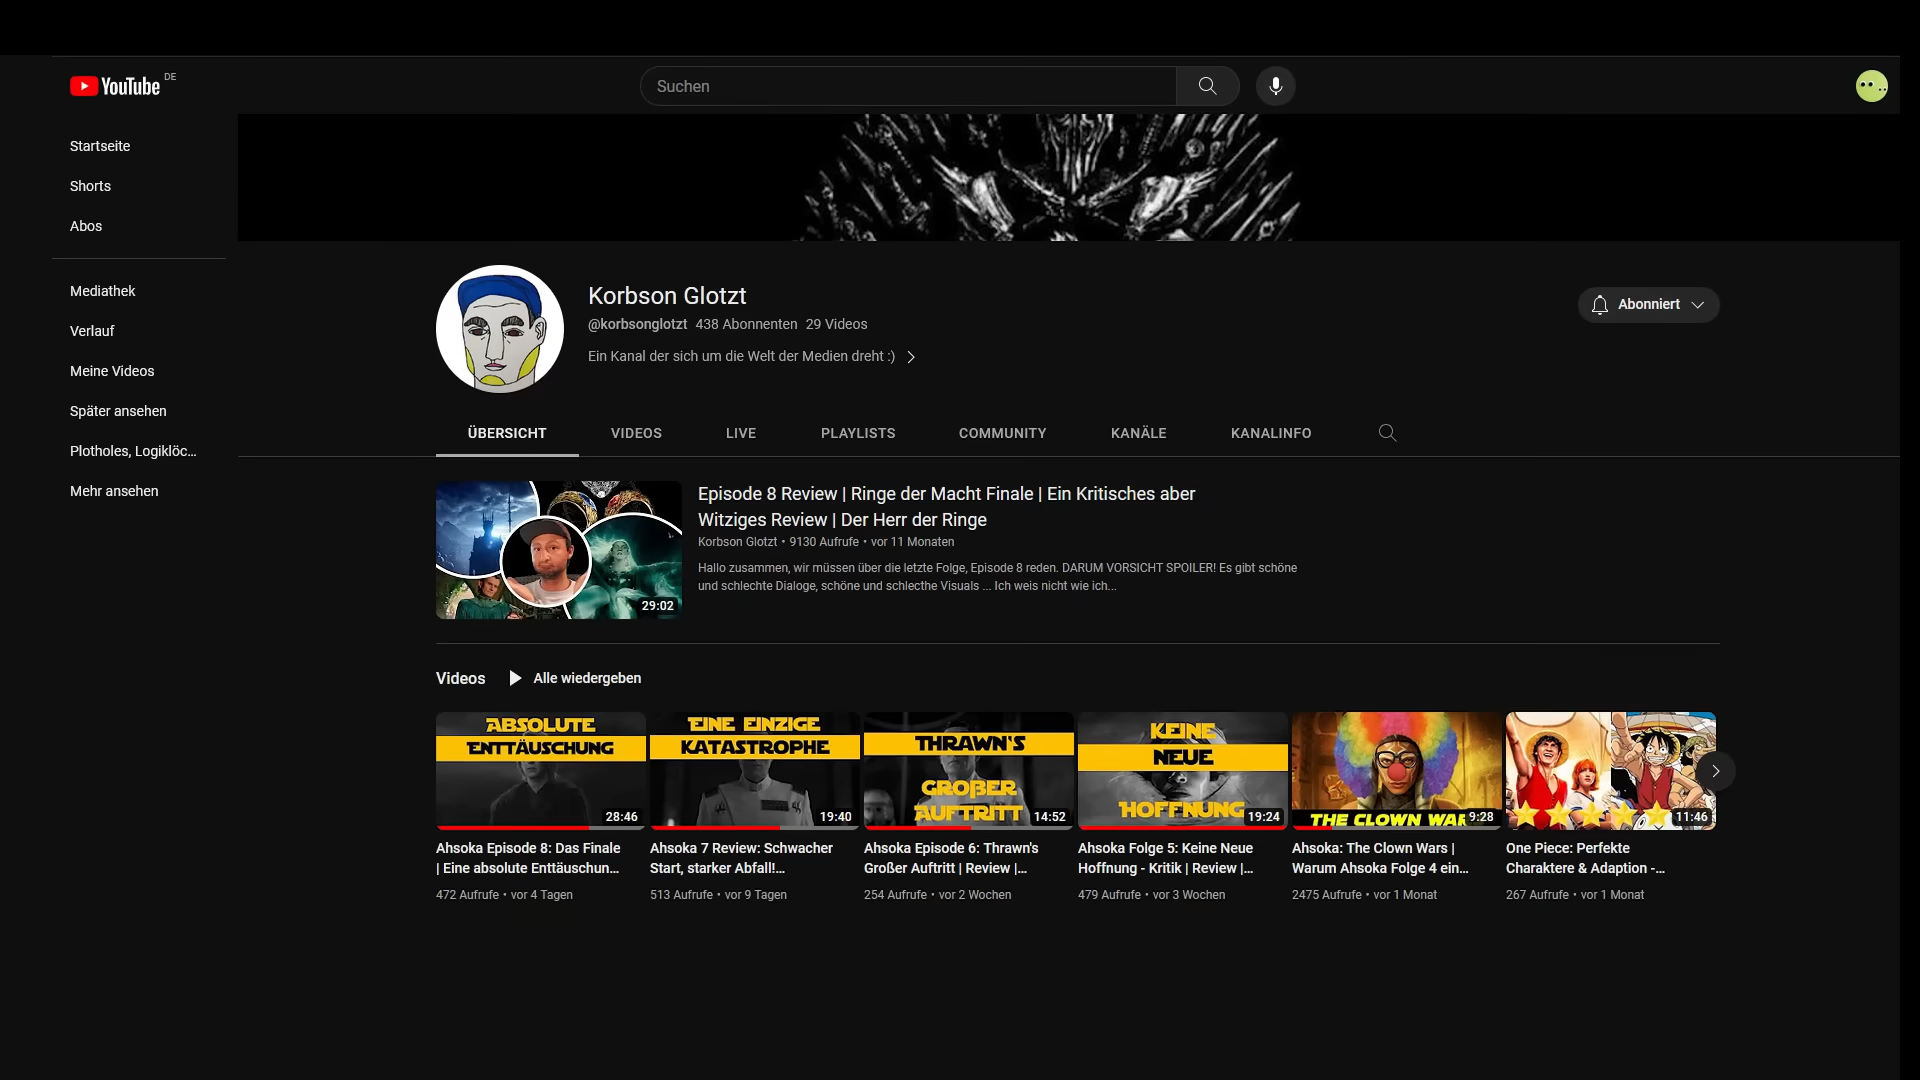 YouTube DE
Suchen
Startseite
Shorts
Abos
Mediathek
Verlauf
Meine Videos
Später ansehen
Plotholes, Logiklöc...
Mehr ansehen
Korbson Glotzt
@korbsonglotzt 438 Abonnenten 29 Videos
Ein Kanal der sich um die Welt der Medien dreht :)
Abonniert
ÜBERSICHT VIDEOS LIVE PLAYLISTS COMMUNITY KANÄLE KANALINFO
29:02
Episode 8 Review | Ringe der Macht Finale | Ein Kritisches aber
Witziges Review | Der Herr der Ringe
Korbson Glotzt • 9130 Aufrufe • vor 11 Monaten
Hallo zusammen, wir müssen über die letzte Folge, Episode 8 reden. DARUM VORSICHT SPOILER! Es gibt schöne
und schlechte Dialoge, schöne und schlecthe Visuals ... Ich weis nicht wie ich...
Videos Alle wiedergeben
ABSOLUTE
ENTTÄUSCHUNG
28:46
Ahsoka Episode 8: Das Finale
| Eine absolute Enttäuschun...
472 Aufrufe • vor 4 Tagen
EINE EINZIGE
KATASTROPHE
19:40
Ahsoka 7 Review: Schwacher
Start, starker Abfall!...
513 Aufrufe • vor 9 Tagen
THRAWN'S
GROẞER
AUFTRITT
14:52
Ahsoka Episode 6: Thrawn's
Großer Auftritt | Review |...
254 Aufrufe • vor 2 Wochen
KEINE
NEUE
HOFFNUNG
19:24
Ahsoka Folge 5: Keine Neue
Hoffnung - Kritik | Review |...
479 Aufrufe • vor 3 Wochen
THE CLOWN WAR
9:28
Ahsoka: The Clown Wars |
Warum Ahsoka Folge 4 ein...
2475 Aufrufe • vor 1 Monat
11:46
One Piece: Perfekte
Charaktere & Adaption -...
267 Aufrufe • vor 1 Monat